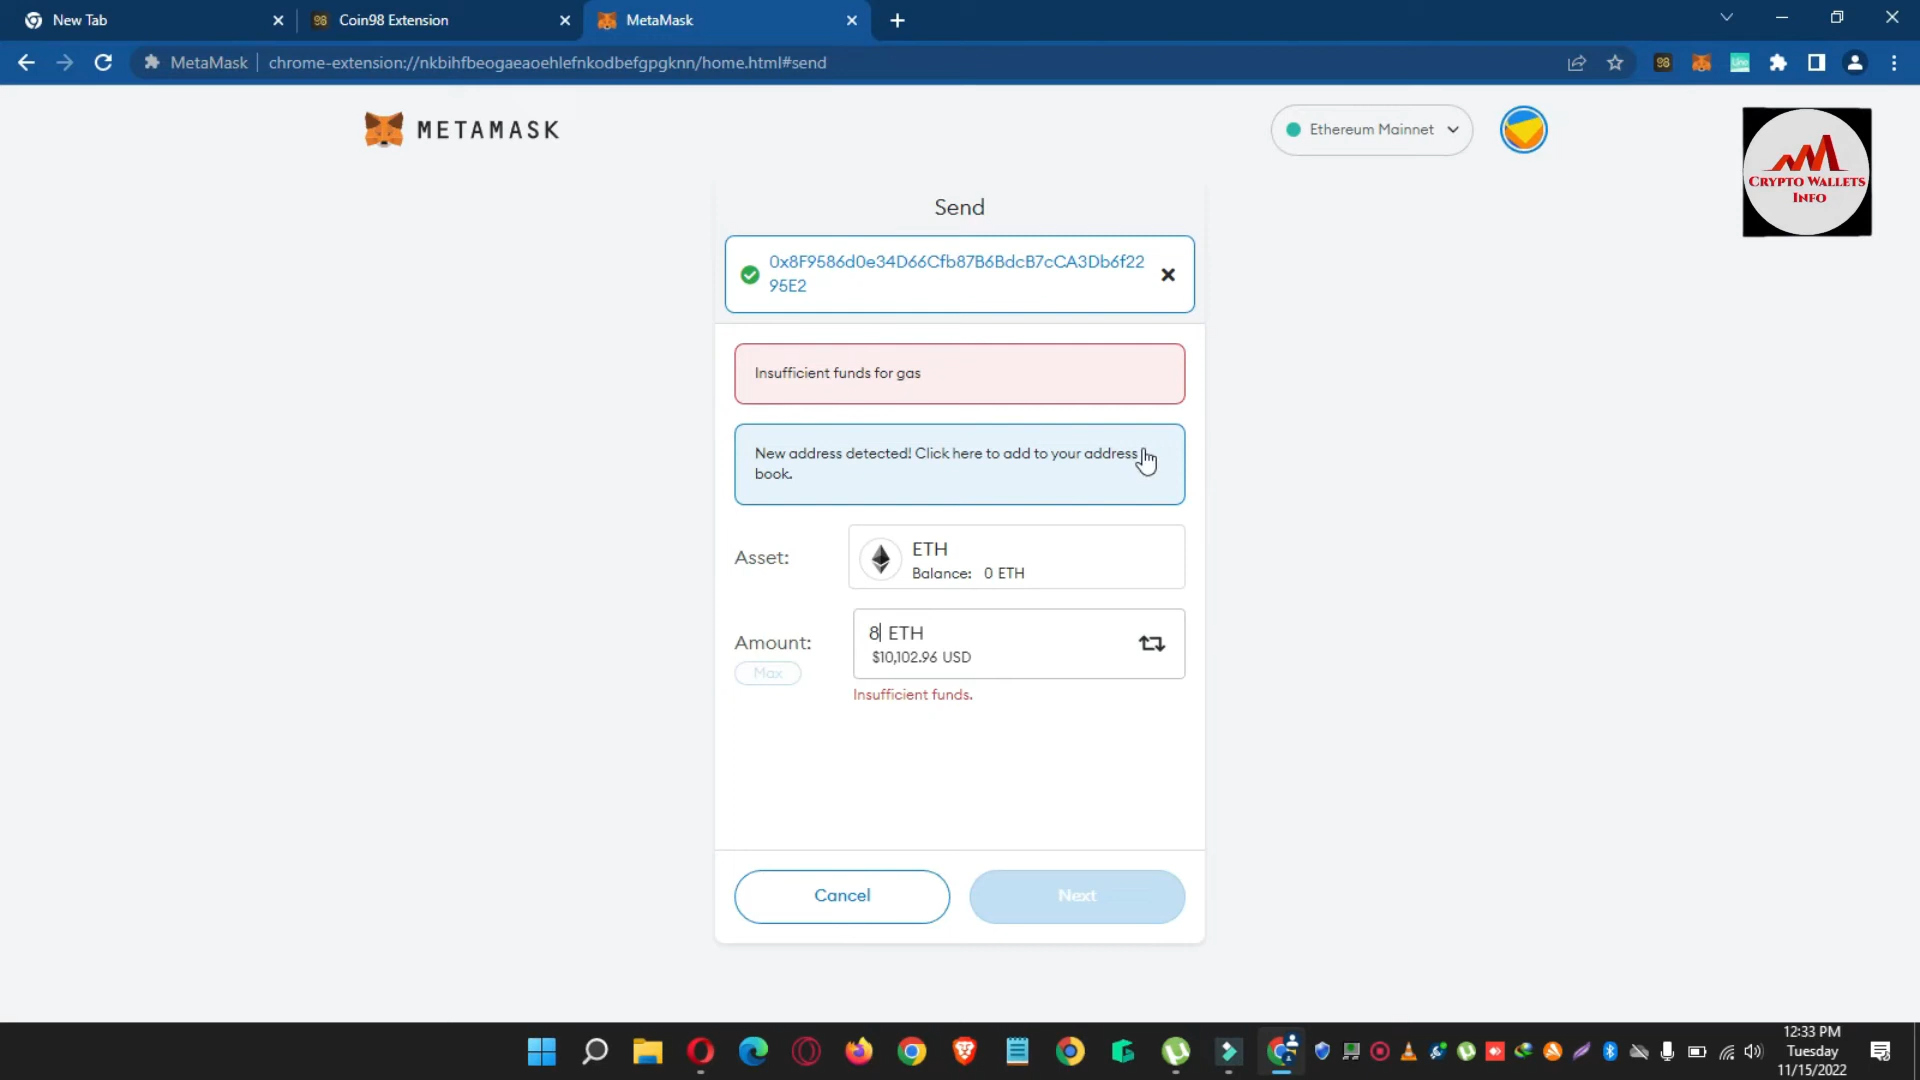 New Tab
Coin98 Extension
MetaMask
MetaMask
chrome-extension://nkbihfbeogaeaoehlefnkodbefgpgknn/home.html#send
98
METAMASK
Ethereum Mainnet
CRYPTO WALLETS
INFO
Send
0x8F9586d0e34D66Cfb87B6BdcB7cCA3Db6f22
95E2
Insufficient funds for gas
New address detected! Click here to add to your address
book.
Asset:
ETH
Balance: 0 ETH
Amount:
Max
8 ETH
$10,102.96 USD
Insufficient funds.
Cancel
Next
12:33 PM
Tuesday
11/15/2022